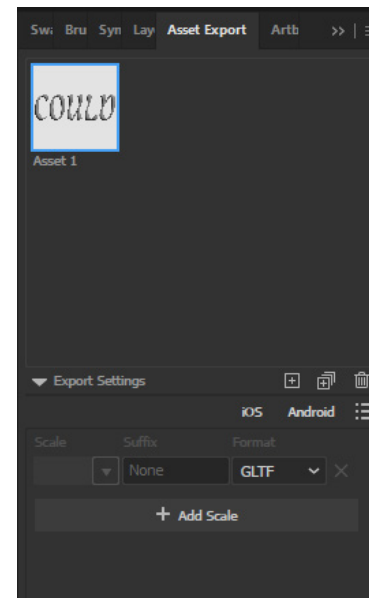 Swa Bru Syn Lay Asset Export Artb >>
COULD
Asset 1
Export Settings
iOS Android
Scale Suffix Format
None GLTF
+ Add Scale